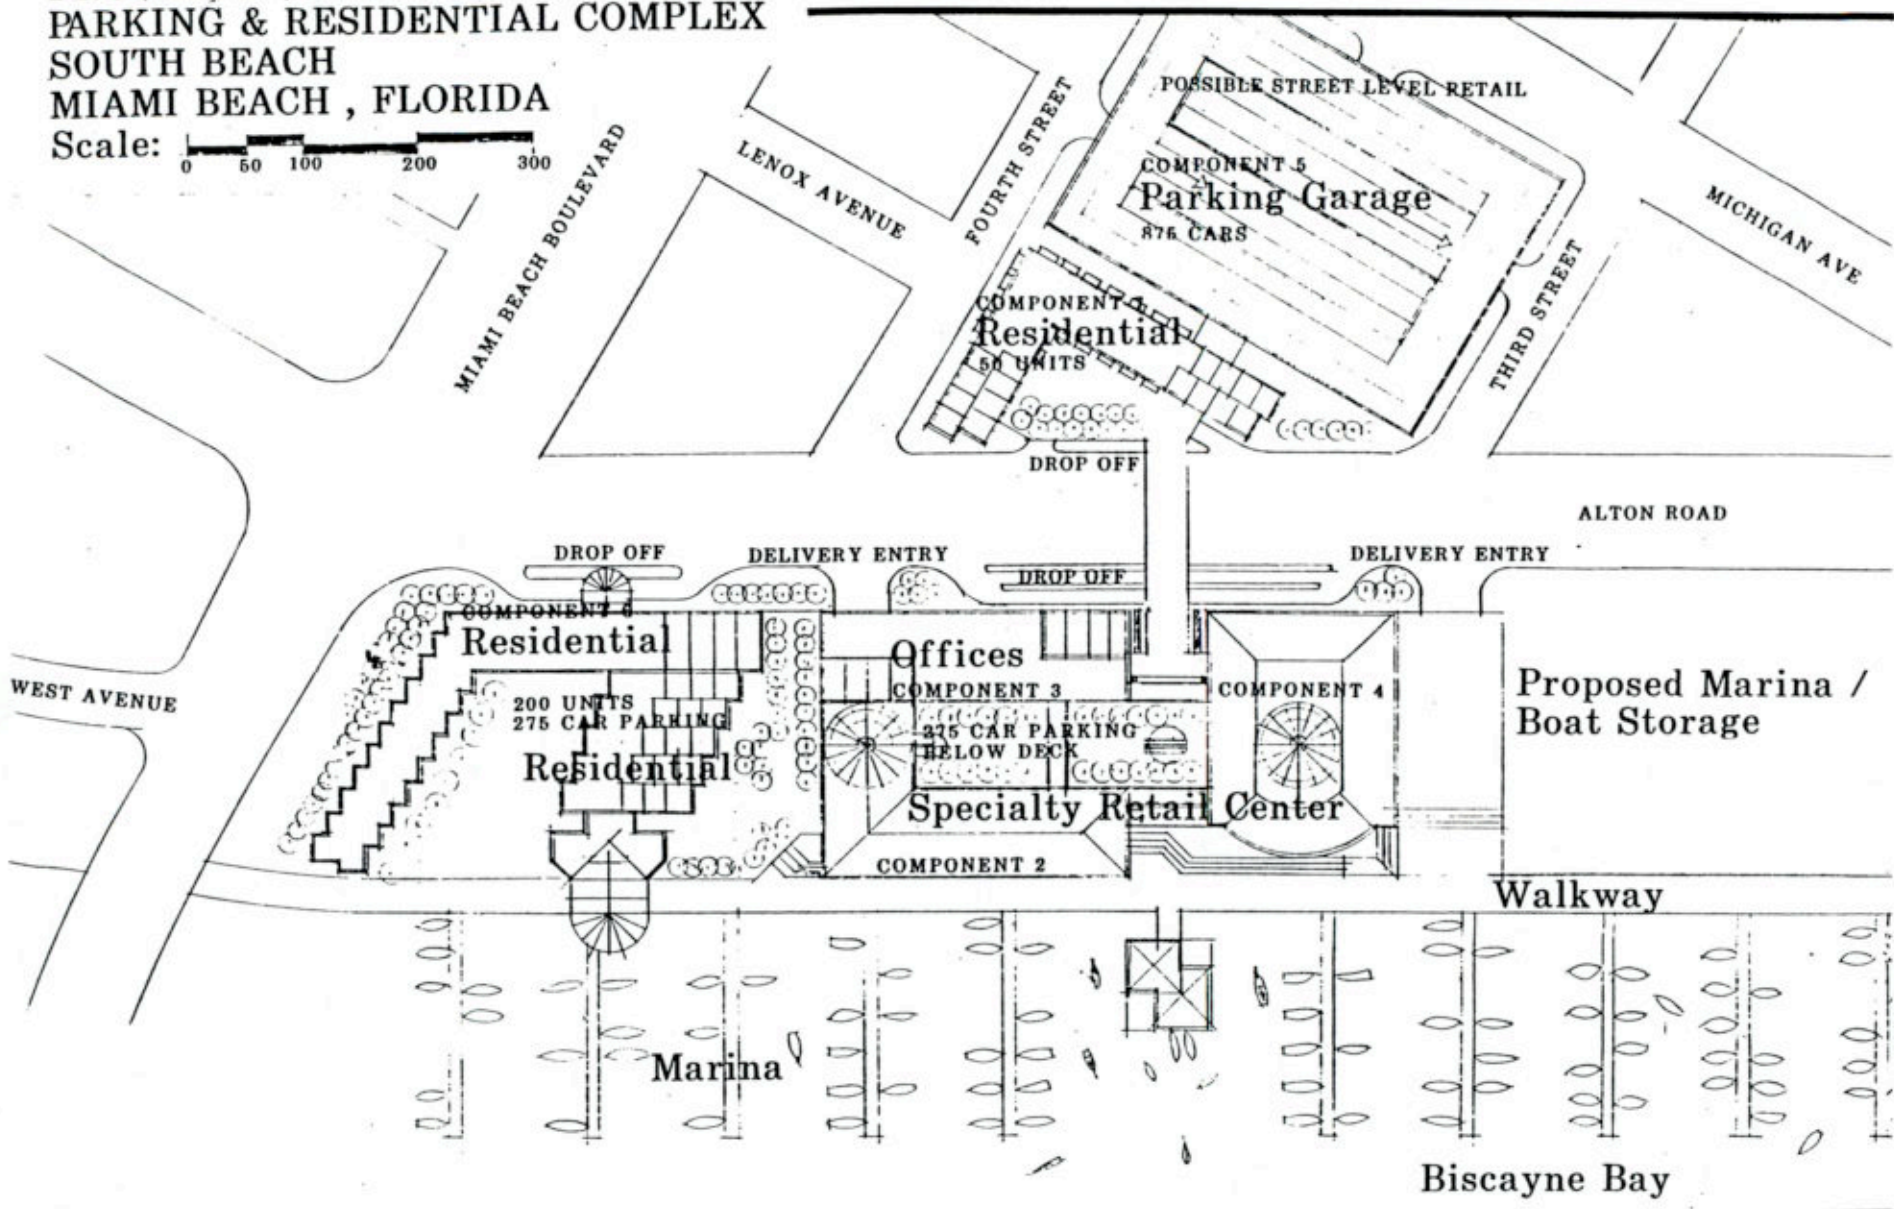 PARKING & RESIDENTIAL COMPLEX
SOUTH BEACH
MIAMI BEACH , FLORIDA
Scale:
0 50 100 200 300
MIAMI BEACH BOULEVARD
LENOX AVENUE
FOURTH STREET
POSSIBLE STREET LEVEL RETAIL
COMPONENT 5
Parking Garage
CARS
MICHIGAN AVE
THIRD STREET
COMPONENT
Residential
50 UNITS
DROP OFF
ALTON ROAD
DROP OFF
DELIVERY ENTRY
DROP OFF
DELIVERY ENTRY
COMPONENT 6
Residential
Offices
COMPONENT 3
COMPONENT 4
WEST AVENUE
200 UNITS
275 CAR PARKING
Residential
275 CAR PARKING
BELOW DECK
Specialty Retail Center
COMPONENT 2
Proposed Marina /
Boat Storage
Walkway
Marina
Biscayne Bay